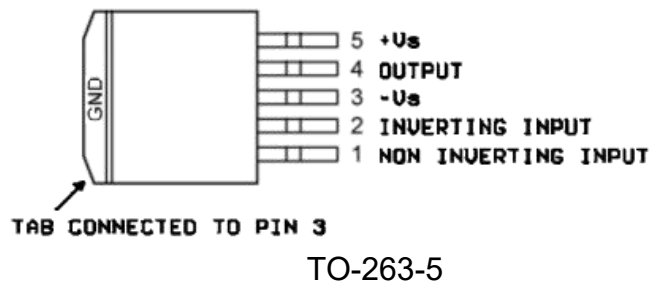 5 +Vs
4 OUTPUT
GND
3 -Vs
2 INVERTING INPUT
1 NON INVERTING INPUT
TAB CONNECTED TO PIN 3
TO-263-5